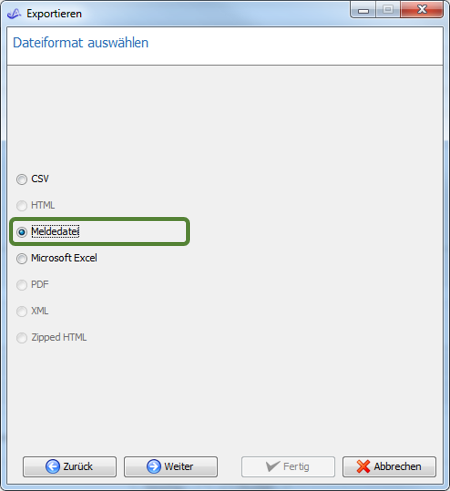 Exportieren
Dateiformat auswählen
CSV
HTML
Meldedatei
Microsoft Excel
PDF
XML
Zipped HTML
Zurück
Weiter
Fertig
Abbrechen